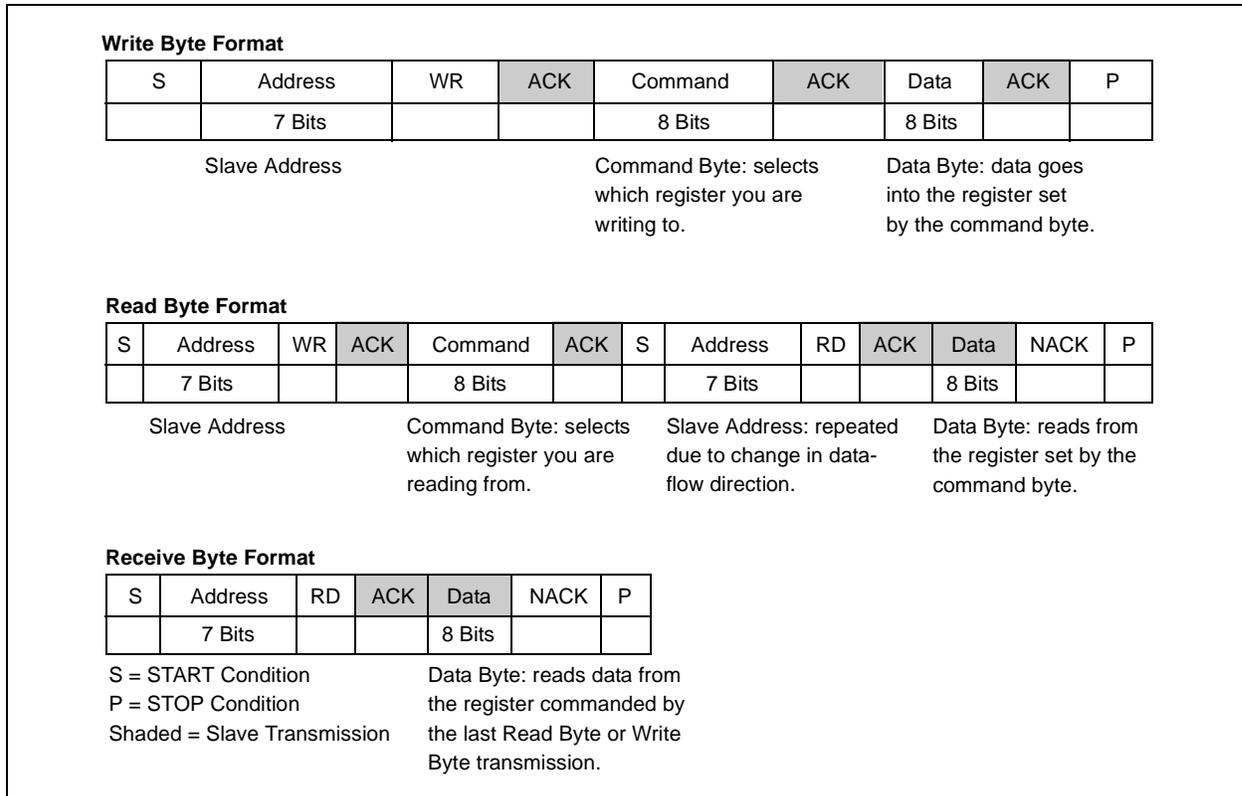 Write Byte Format
S Address WR ACK Command ACK Data ACK P
7 Bits 8 Bits 8 Bits
Slave Address
Command Byte: selects
which register you are
writing to.
Data Byte: data goes
into the register set
by the command byte.
Read Byte Format
S Address WR ACK Command ACK S Address RD ACK Data NACK P
7 Bits 8 Bits 7 Bits 8 Bits
Slave Address
Command Byte: selects
which register you are
reading from.
Slave Address: repeated
due to change in data-
flow direction.
Data Byte: reads from
the register set by the
command byte.
Receive Byte Format
S Address RD ACK Data NACK P
7 Bits 8 Bits
S = START Condition
P = STOP Condition
Shaded = Slave Transmission
Data Byte: reads data from
the register commanded by
the last Read Byte or Write
Byte transmission.